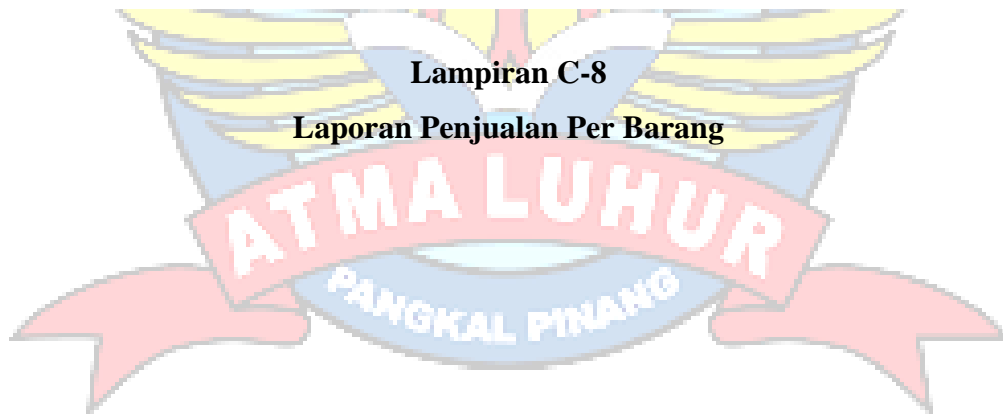 Lampiran C-8
Laporan Penjualan Per Barang
ATMA LUHUR
PANGKAL PINANG